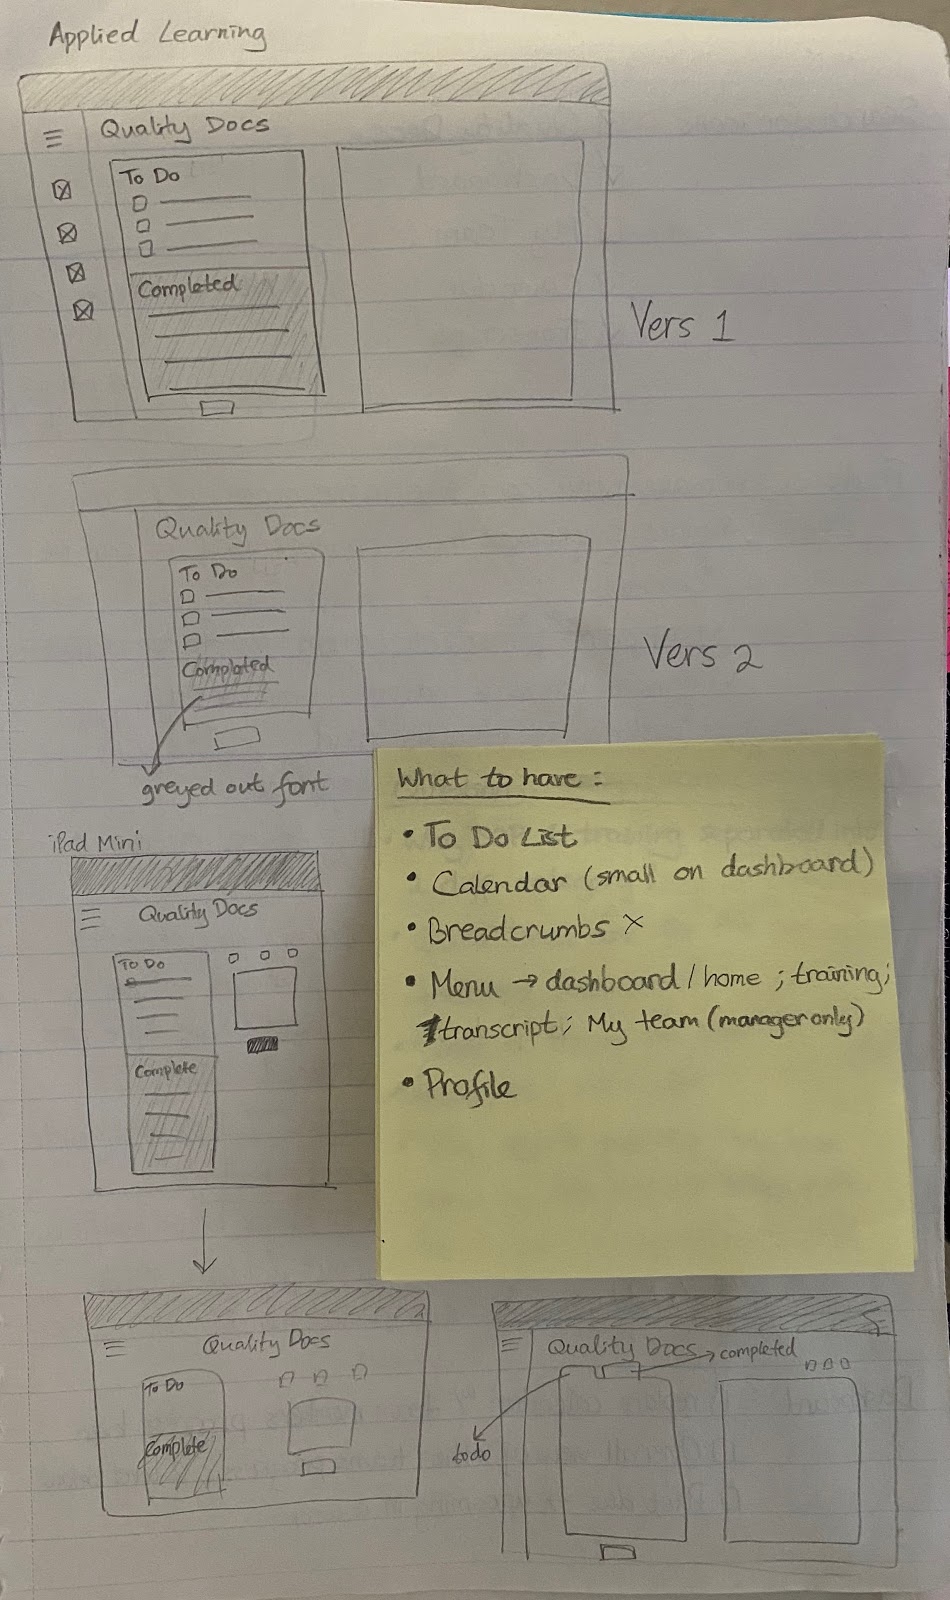 Applied Learning
Quality Docs
To Do
Completed
Vers 1
Quality Docs
To Do
Completed
Vers 2
greyed out font
What to have :
• To Do List
• Calendar (small on dashboard)
• Breadcrumbs ×
• Menu → dashboard / home ; training;
transcript; My team (manager only)
• Profile
iPad Mini
Quality Docs
To Do
Complete
Quality Docs
To Do
Complete
Quality Docs → completed
todo